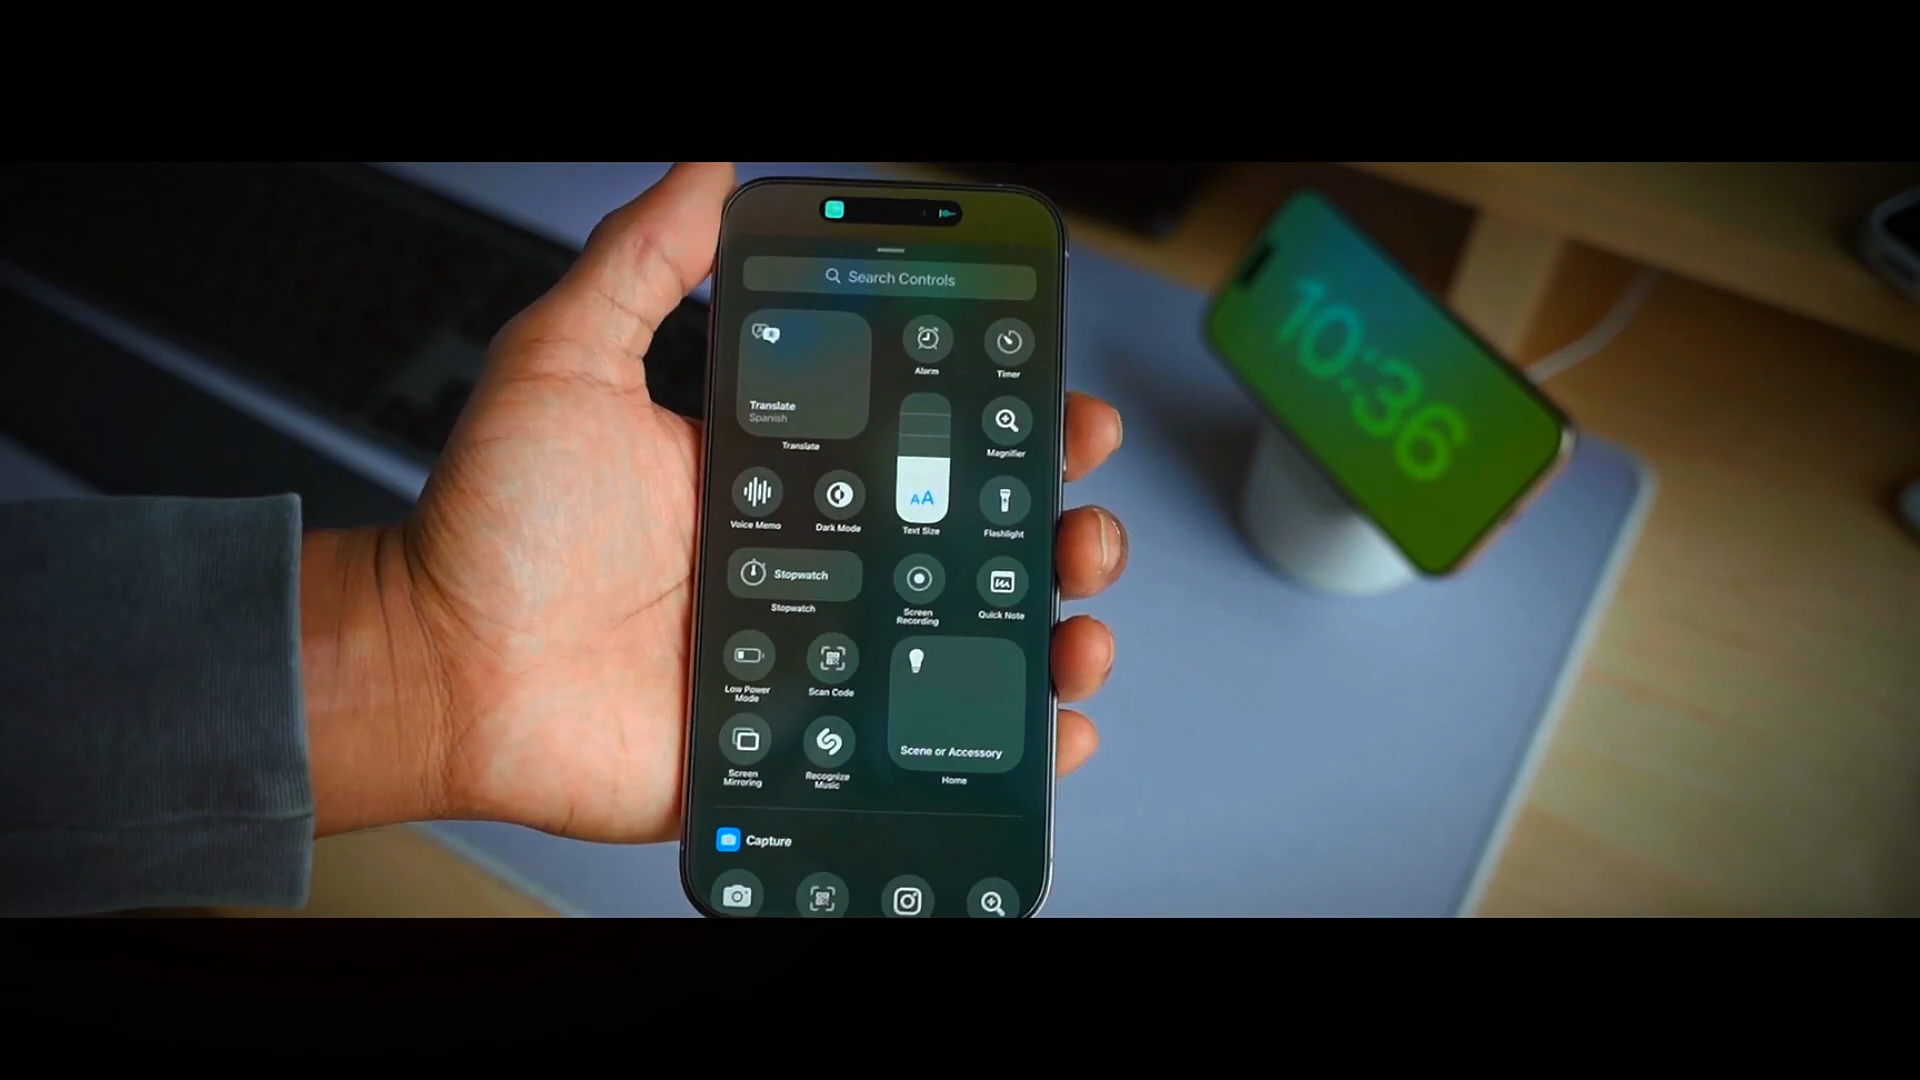 Search Controls
Translate
Spanish
Translate
Alarm
Timer
AA
Text Size
Magnifier
Voice Memo
Dark Mode
Flashlight
Stopwatch
Stopwatch
Screen
Recording
Quick Note
Low Power
Mode
Scan Code
Scene or Accessory
Home
Screen
Mirroring
Recognize
Music
Capture
10:36